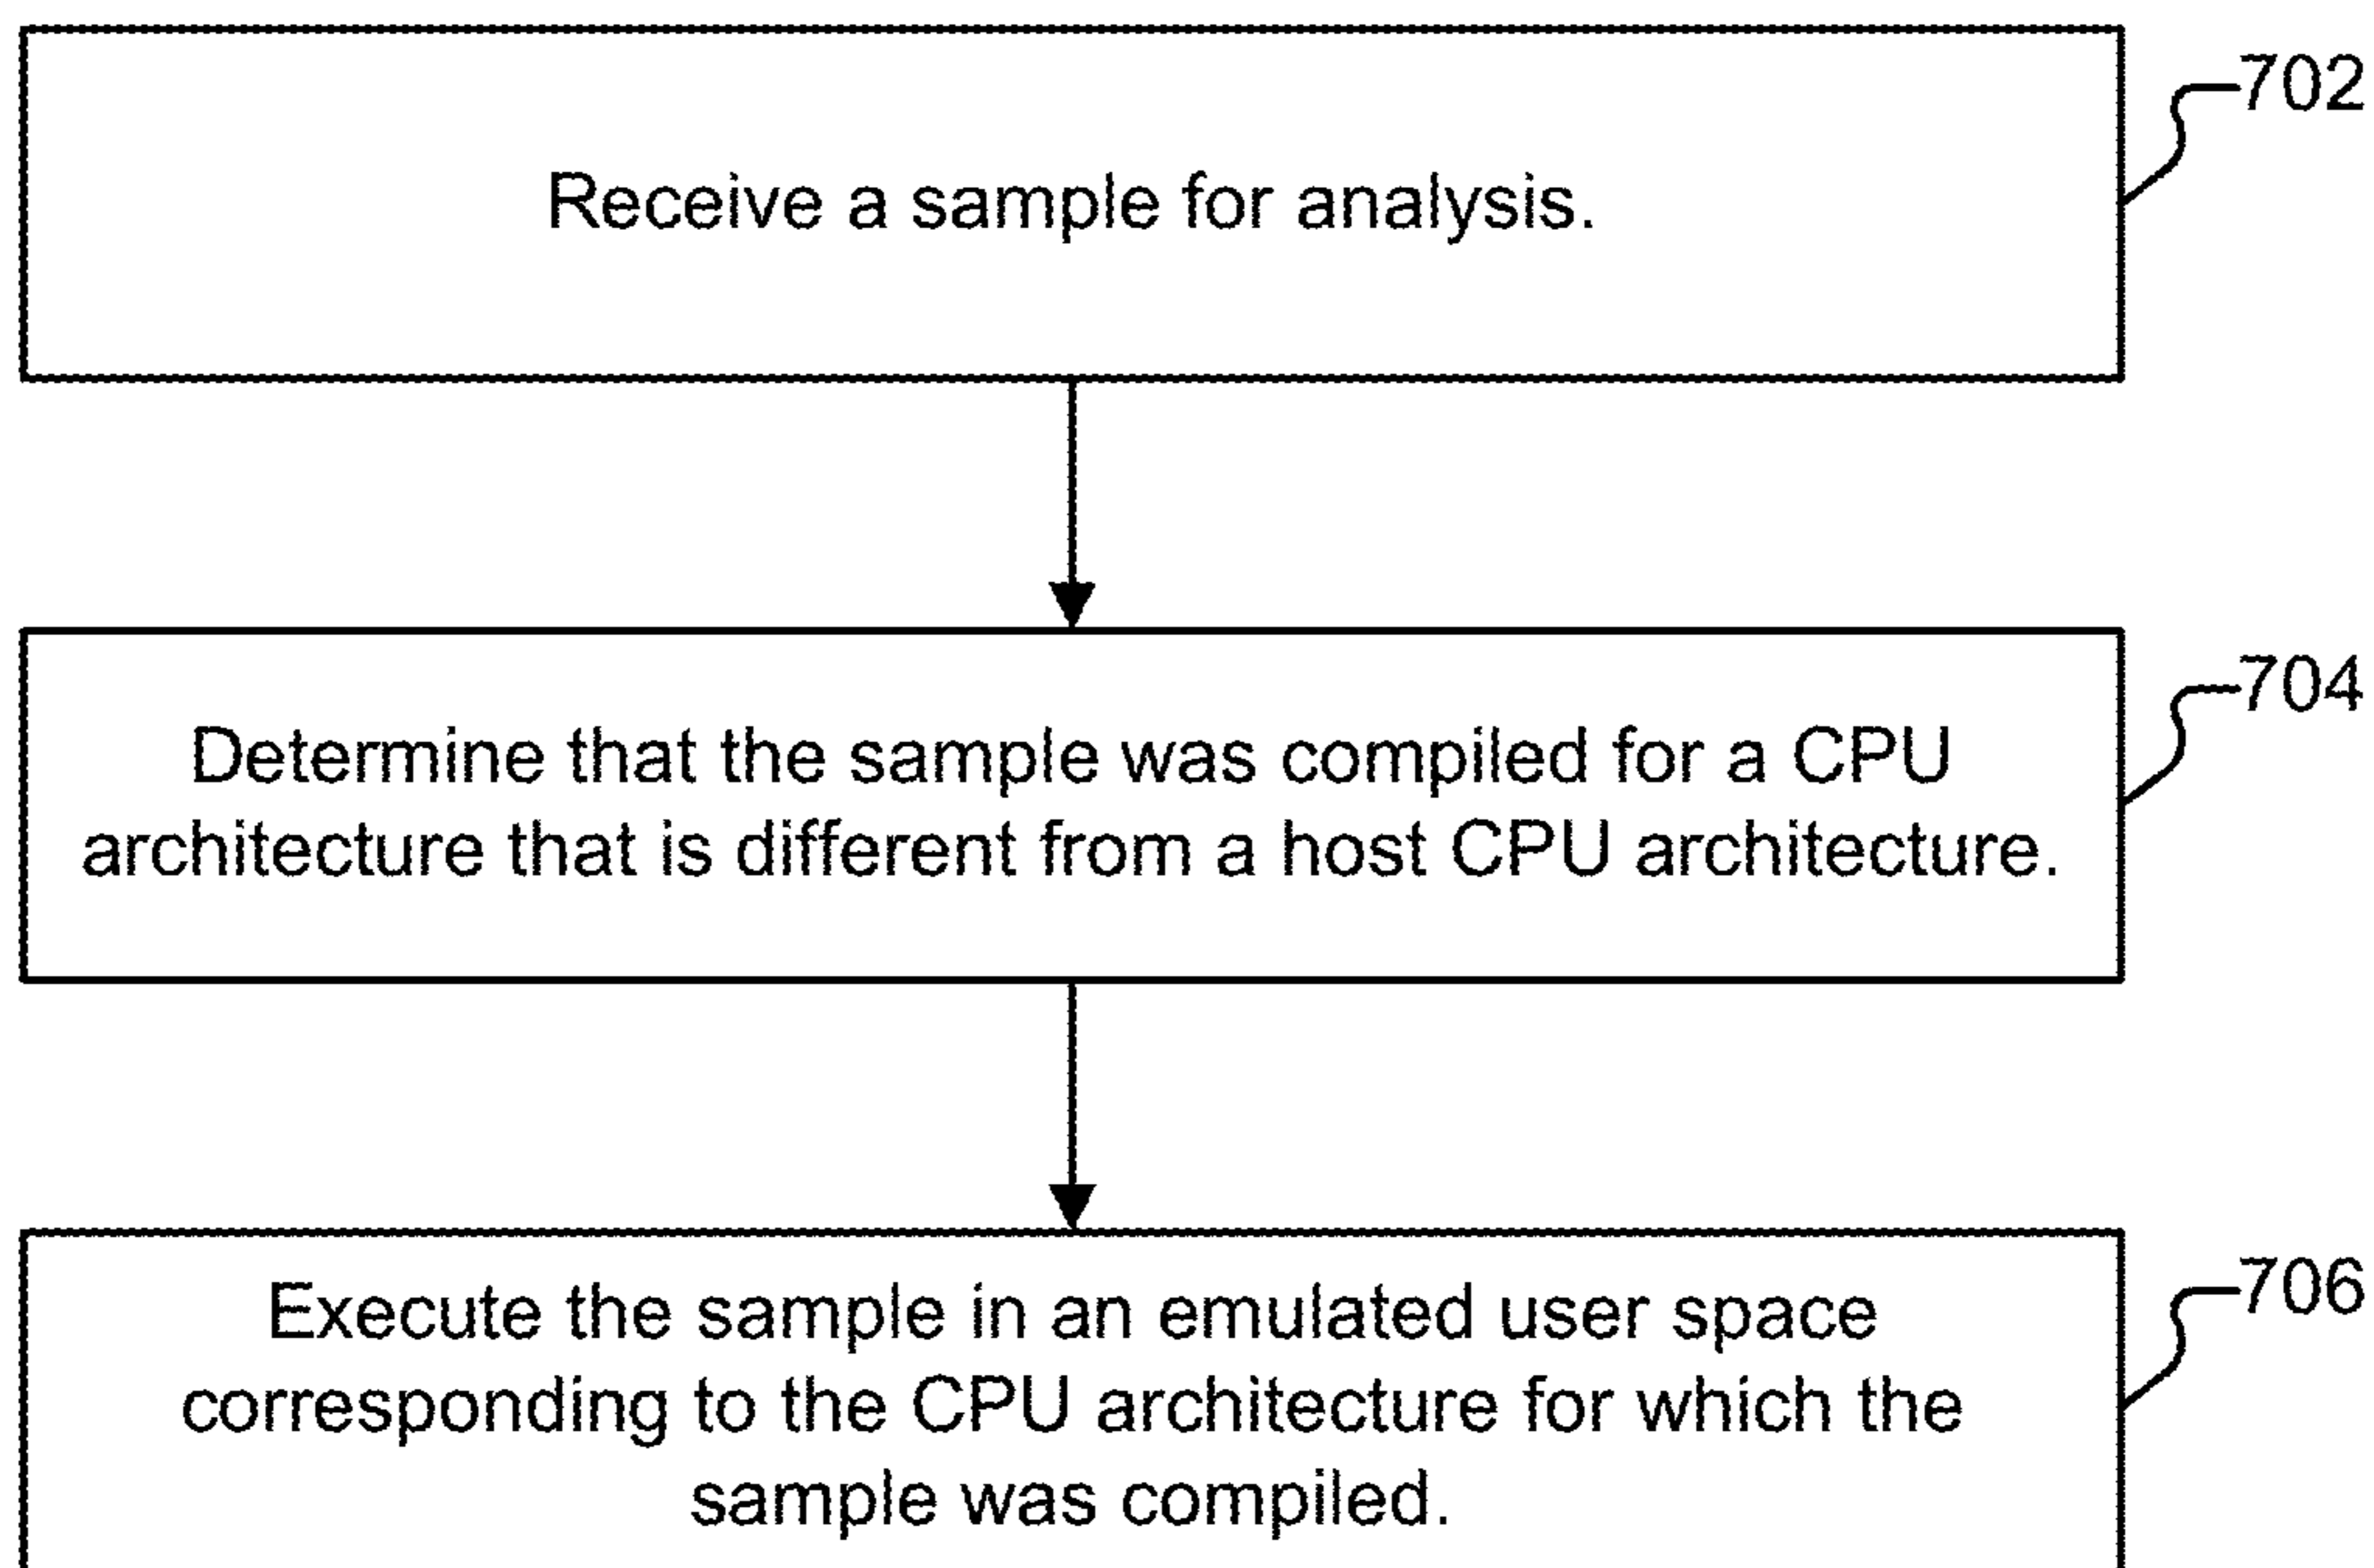 702
Receive a sample for analysis.
704
Determine that the sample was compiled for a CPU
architecture that is different from a host CPU architecture.
706
Execute the sample in an emulated user space
corresponding to the CPU architecture for which the
sample was compiled.